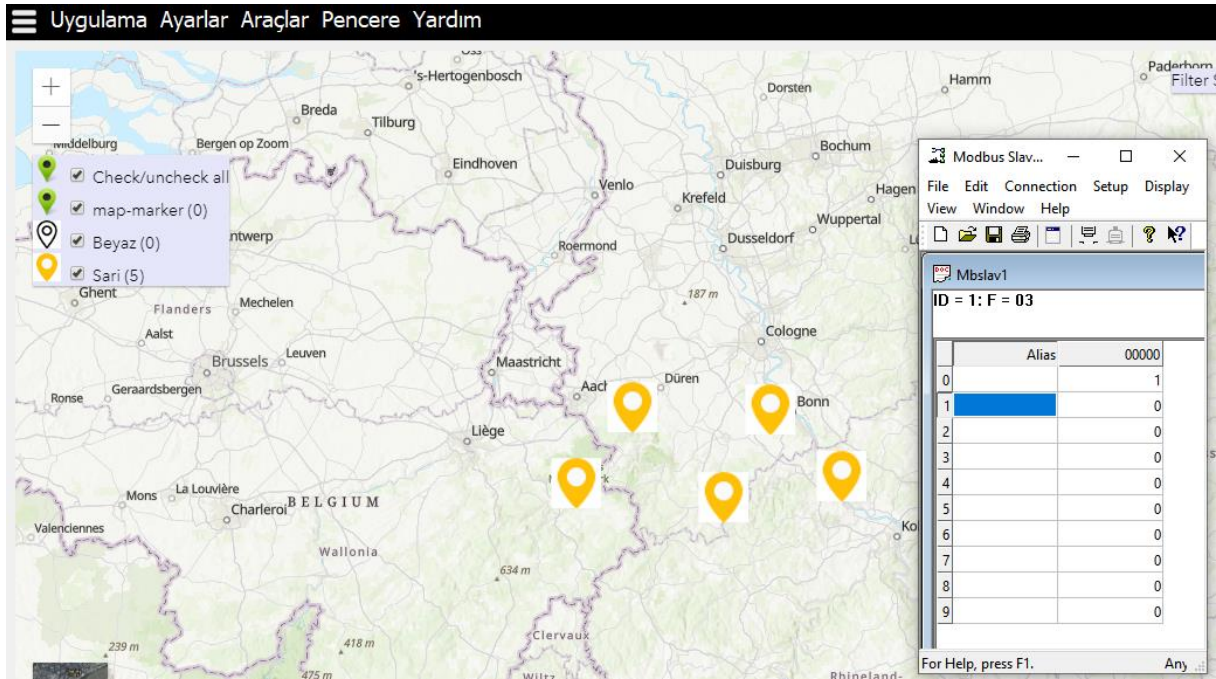 Uygulama Ayarlar Araçlar Pencere Yardım
's-Hertogenbosch
Dorsten
Hamm
Paderborn
Filter
+
−
Breda
Tilburg
Middelburg
Bergen op Zoom
Eindhoven
Venlo
Duisburg
Bochum
Krefeld
Hagen
Wuppertal
Check/uncheck all
map-marker (0)
Beyaz (0)
Sari (5)
ntwerp
Roermond
Dusseldorf
Ghent
Flanders
Mechelen
187 m
Cologne
Aalst
Brussels
Leuven
Maastricht
Geraardsbergen
Ronse
Aach
Düren
Bonn
Liège
Mons
La Louvière
Charleroi
BELGIUM
Valenciennes
Wallonia
634 m
Ko
Clervaux
239 m
418 m
475 m
Wiltz
Rhineland-
Modbus Slav...
File Edit Connection Setup Display
View Window Help
Mbslav1
ID = 1: F = 03
Alias 00000
0 1
1 0
2 0
3 0
4 0
5 0
6 0
7 0
8 0
9 0
For Help, press F1. Any